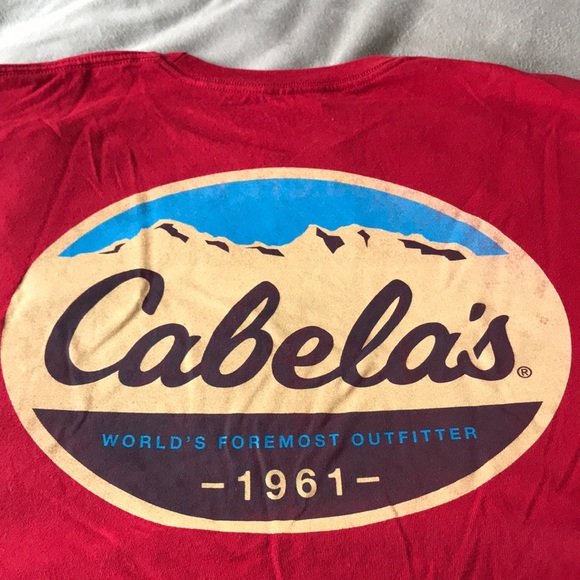 Cabela's®
WORLD'S FOREMOST OUTFITTER
-1961-